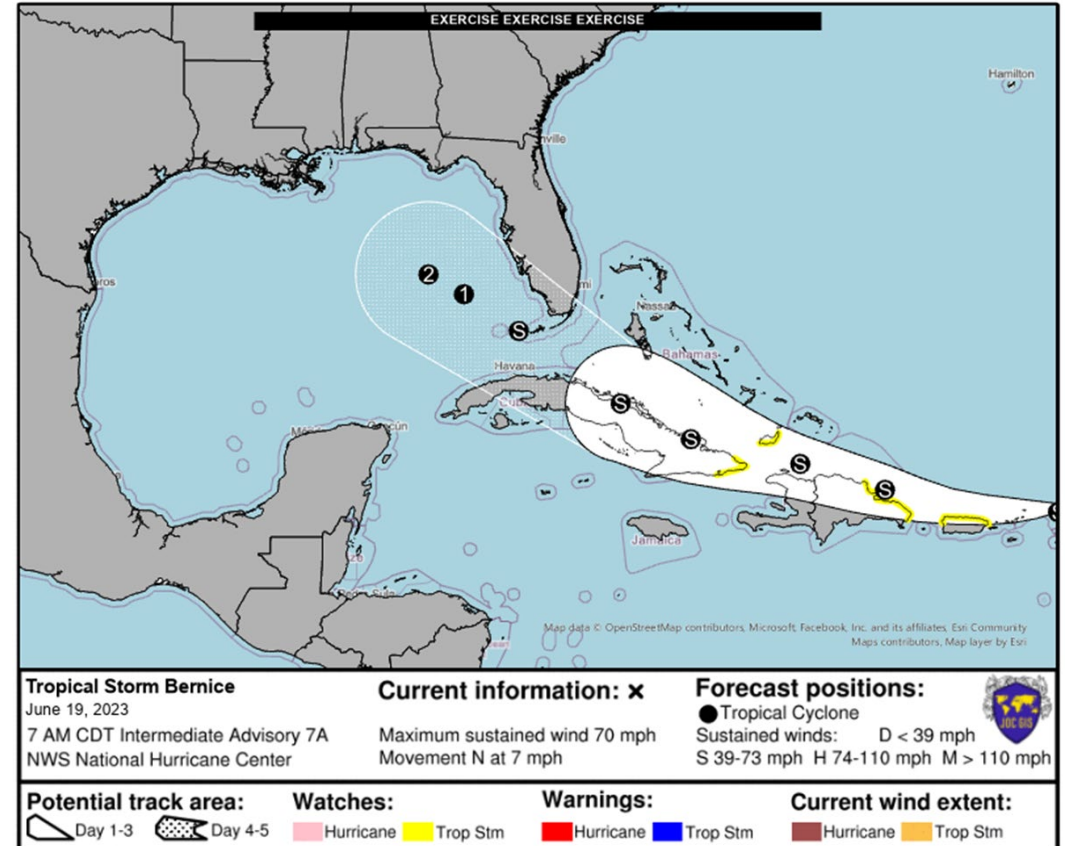 EXERCISE EXERCISE EXERCISE
Hamilton
ville
ros
mi
Nassau
Bahamas
S
2
1
S
Havana
Cuba
S
S
S
S
cún
Jamaica
ze
Map data © OpenStreetMap contributors, Microsoft, Facebook, Inc. and its affiliates, Esri Community
Maps contributors, Map layer by Esri
Tropical Storm Bernice
June 19, 2023
7 AM CDT Intermediate Advisory 7A
NWS National Hurricane Center
Current information: x
Maximum sustained wind 70 mph
Movement N at 7 mph
Forecast positions:
Tropical Cyclone
Sustained winds: D < 39 mph
S 39-73 mph H 74-110 mph M > 110 mph
JOC GIS
Potential track area:
Day 1-3 Day 4-5
Watches:
Hurricane Trop Stm
Warnings:
Hurricane Trop Stm
Current wind extent:
Hurricane Trop Stm